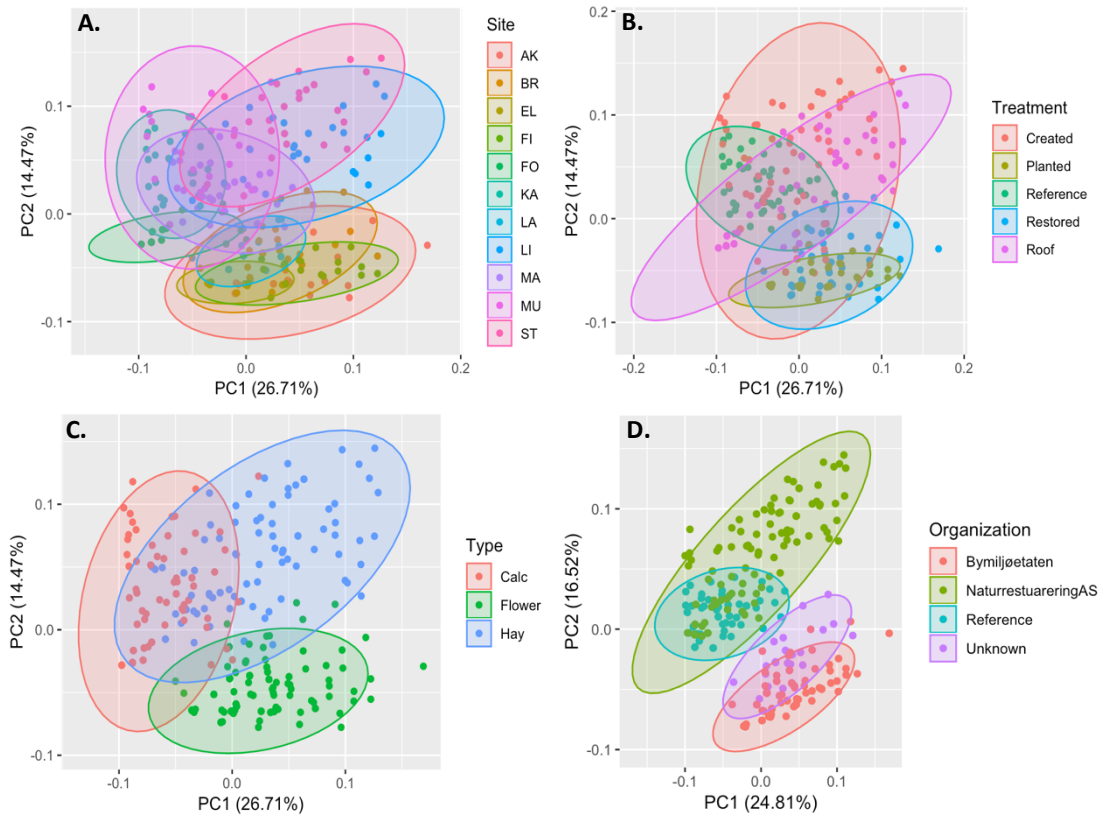 A.
PC2 (14.47%)
0.1
0.0
-0.1
-0.1
0.0
0.1
0.2
PC1 (26.71%)
Site
AK
BR
EL
FI
FO
KA
LA
LI
MA
MU
ST
B.
PC2 (14.47%)
0.2
0.1
0.0
-0.1
-0.2
-0.1
0.0
0.1
0.2
PC1 (26.71%)
Treatment
Created
Planted
Reference
Restored
Roof
C.
PC2 (14.47%)
0.1
0.0
-0.1
-0.1
0.0
0.1
PC1 (26.71%)
Type
Calc
Flower
Hay
D.
PC2 (16.52%)
0.1
0.0
-0.1
-0.1
0.0
0.1
PC1 (24.81%)
Organization
Bymiljøetaten
NaturrestuareringAS
Reference
Unknown